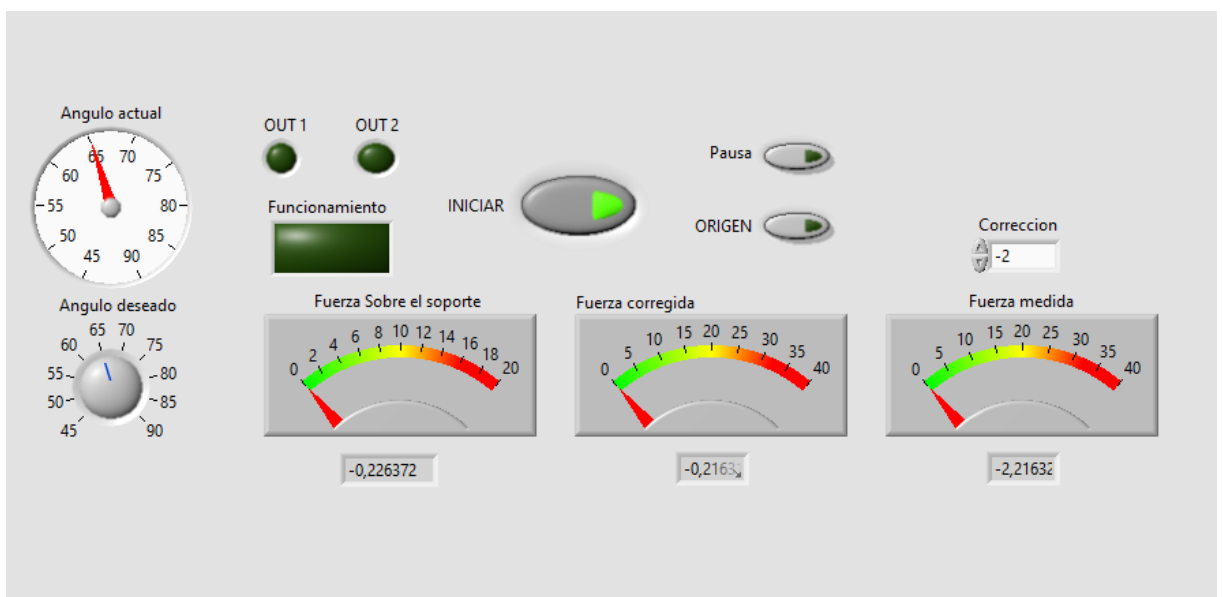 Angulo actual
45 50 55 60 65 70 75 80 85 90
OUT 1
OUT 2
Funcionamiento
INICIAR
Pausa
ORIGEN
Correccion
-2
Angulo deseado
45 50 55 60 65 70 75 80 85 90
Fuerza Sobre el soporte
0 2 4 6 8 10 12 14 16 18 20
-0,226372
Fuerza corregida
0 5 10 15 20 25 30 35 40
-0,2163
Fuerza medida
0 5 10 15 20 25 30 35 40
-2,21632